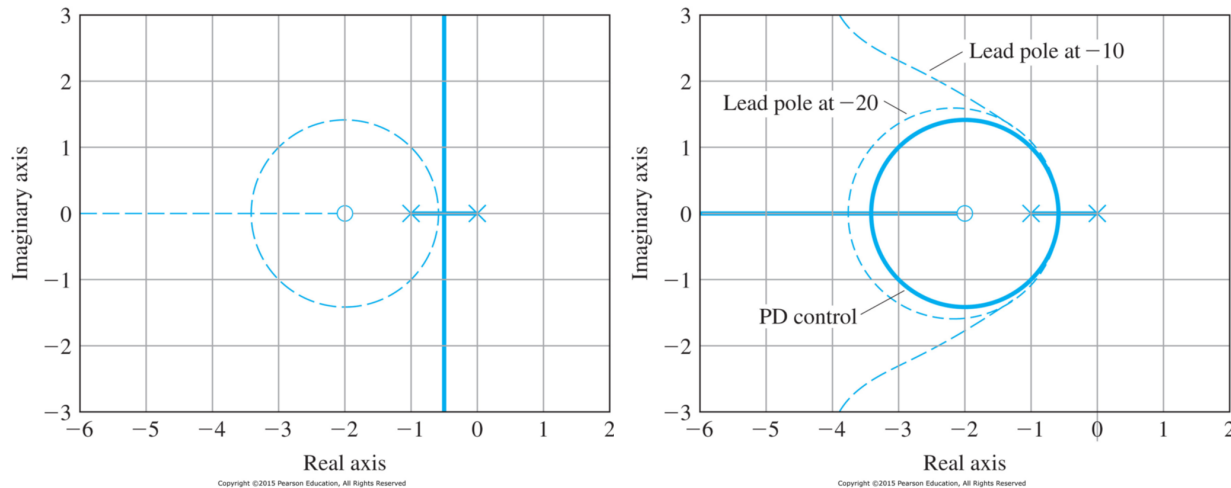 3
2
1
0
−1
−2
−3
Imaginary axis
−6 −5 −4 −3 −2 −1 0 1 2
Real axis
Copyright ©2015 Pearson Education, All Rights Reserved
3
2
1
0
−1
−2
−3
Imaginary axis
Lead pole at −10
Lead pole at −20
PD control
−6 −5 −4 −3 −2 −1 0 1 2
Real axis
Copyright ©2015 Pearson Education, All Rights Reserved